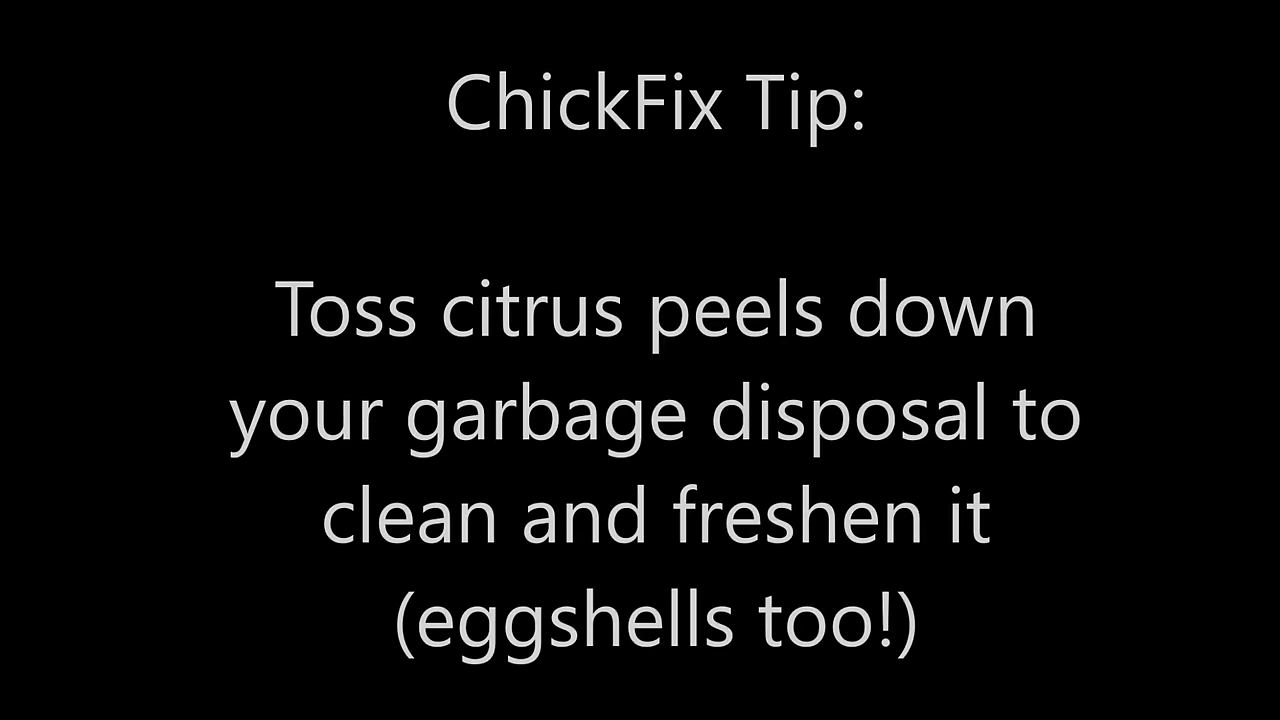 ChickFix Tip:
Toss citrus peels down
your garbage disposal to
clean and freshen it
(eggshells too!)